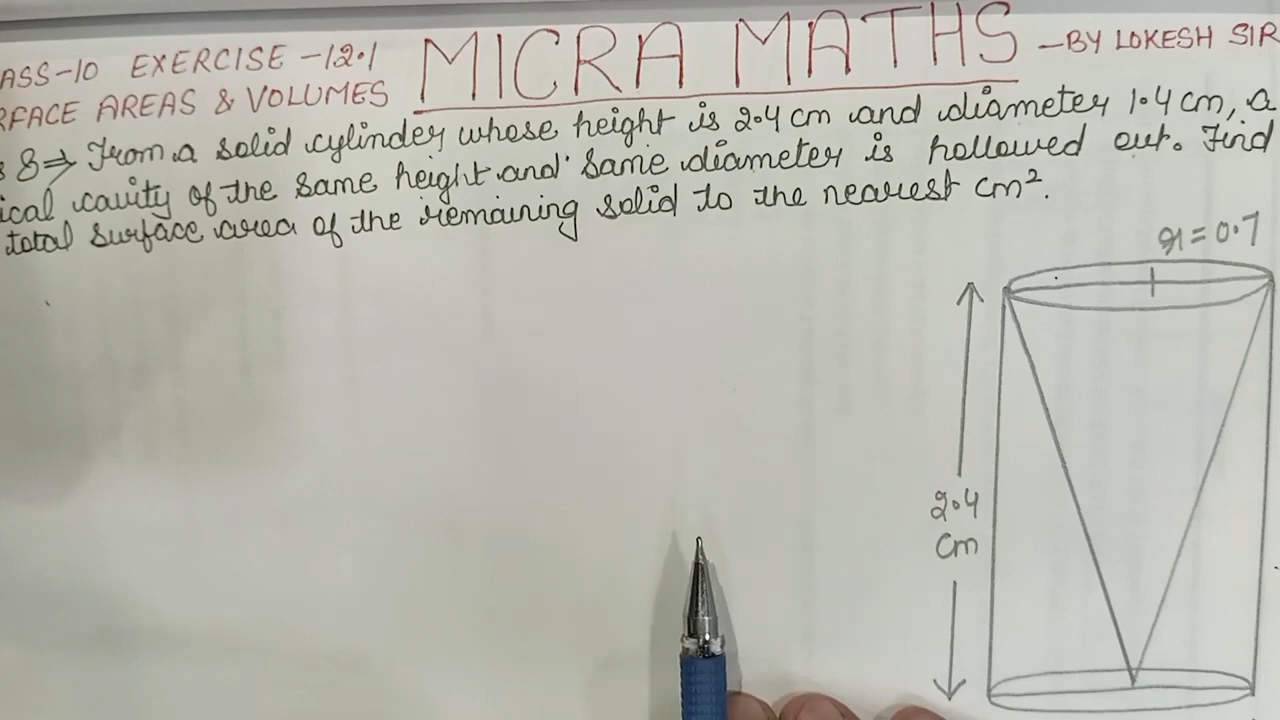 ASS-10 EXERCISE -12.1 MICRA MATHS -BY LOKESH SIR
RFACE AREAS & VOLUMES
8⇒ From a solid cylinder whose height is 2.4 cm and diameter 1.4 cm, a
ical cavity of the same height and same diameter is hollowed out. Find
total surface area of the remaining solid to the nearest cm².
r = 0.7
2.4
cm